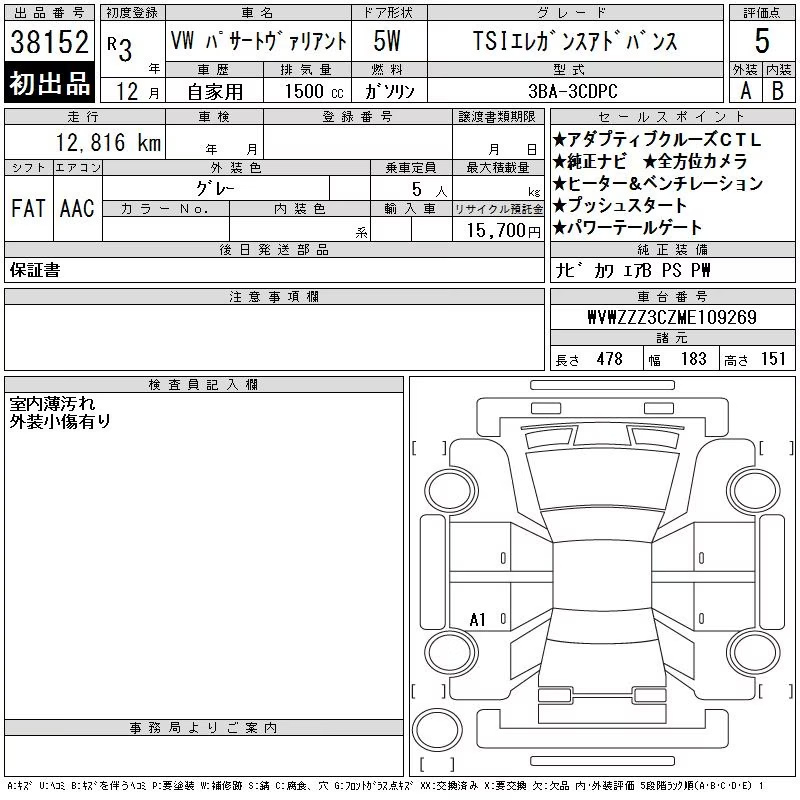 出品番号 初度登録 車名 ドア形状 グレード 評価点
38152 R3年 VW パサートヴァリアント 5W TSIエレガンスアドバンス 5
車歴 排気量 燃料 型式 外装 内装
初出品 12月 自家用 1500cc ガソリン 3BA-3CDPC A B
走行 車検 登録番号 譲渡書類期限 セールスポイント
12,816 km 年 月 月 日
★アダプティブクルーズCTL
★純正ナビ ★全方位カメラ
★ヒーター&ベンチレーション
★プッシュスタート
★パワーテールゲート
シフト エアコン 外装色 乗車定員 最大積載量
FAT AAC グレー 5人 kg
カラーNo. 内装色 輸入車 リサイクル預託金
系 15,700円
後日発送部品 純正装備
保証書 ナビ カワ エアB PS PW
注意事項欄 車台番号
WVWZZZ3CZME109269
諸元
長さ 478 幅 183 高さ 151
検査員記入欄
室内薄汚れ
外装小傷有り
A1
事務局よりご案内
A:キズ U:ヘコミ B:キズを伴うヘコミ P:要塗装 W:補修跡 S:錆 C:腐食、穴 G:フロントガラス点キズ XX:交換済み X:要交換 欠:欠品 内・外装評価 5段階ランク順(A・B・C・D・E) 1